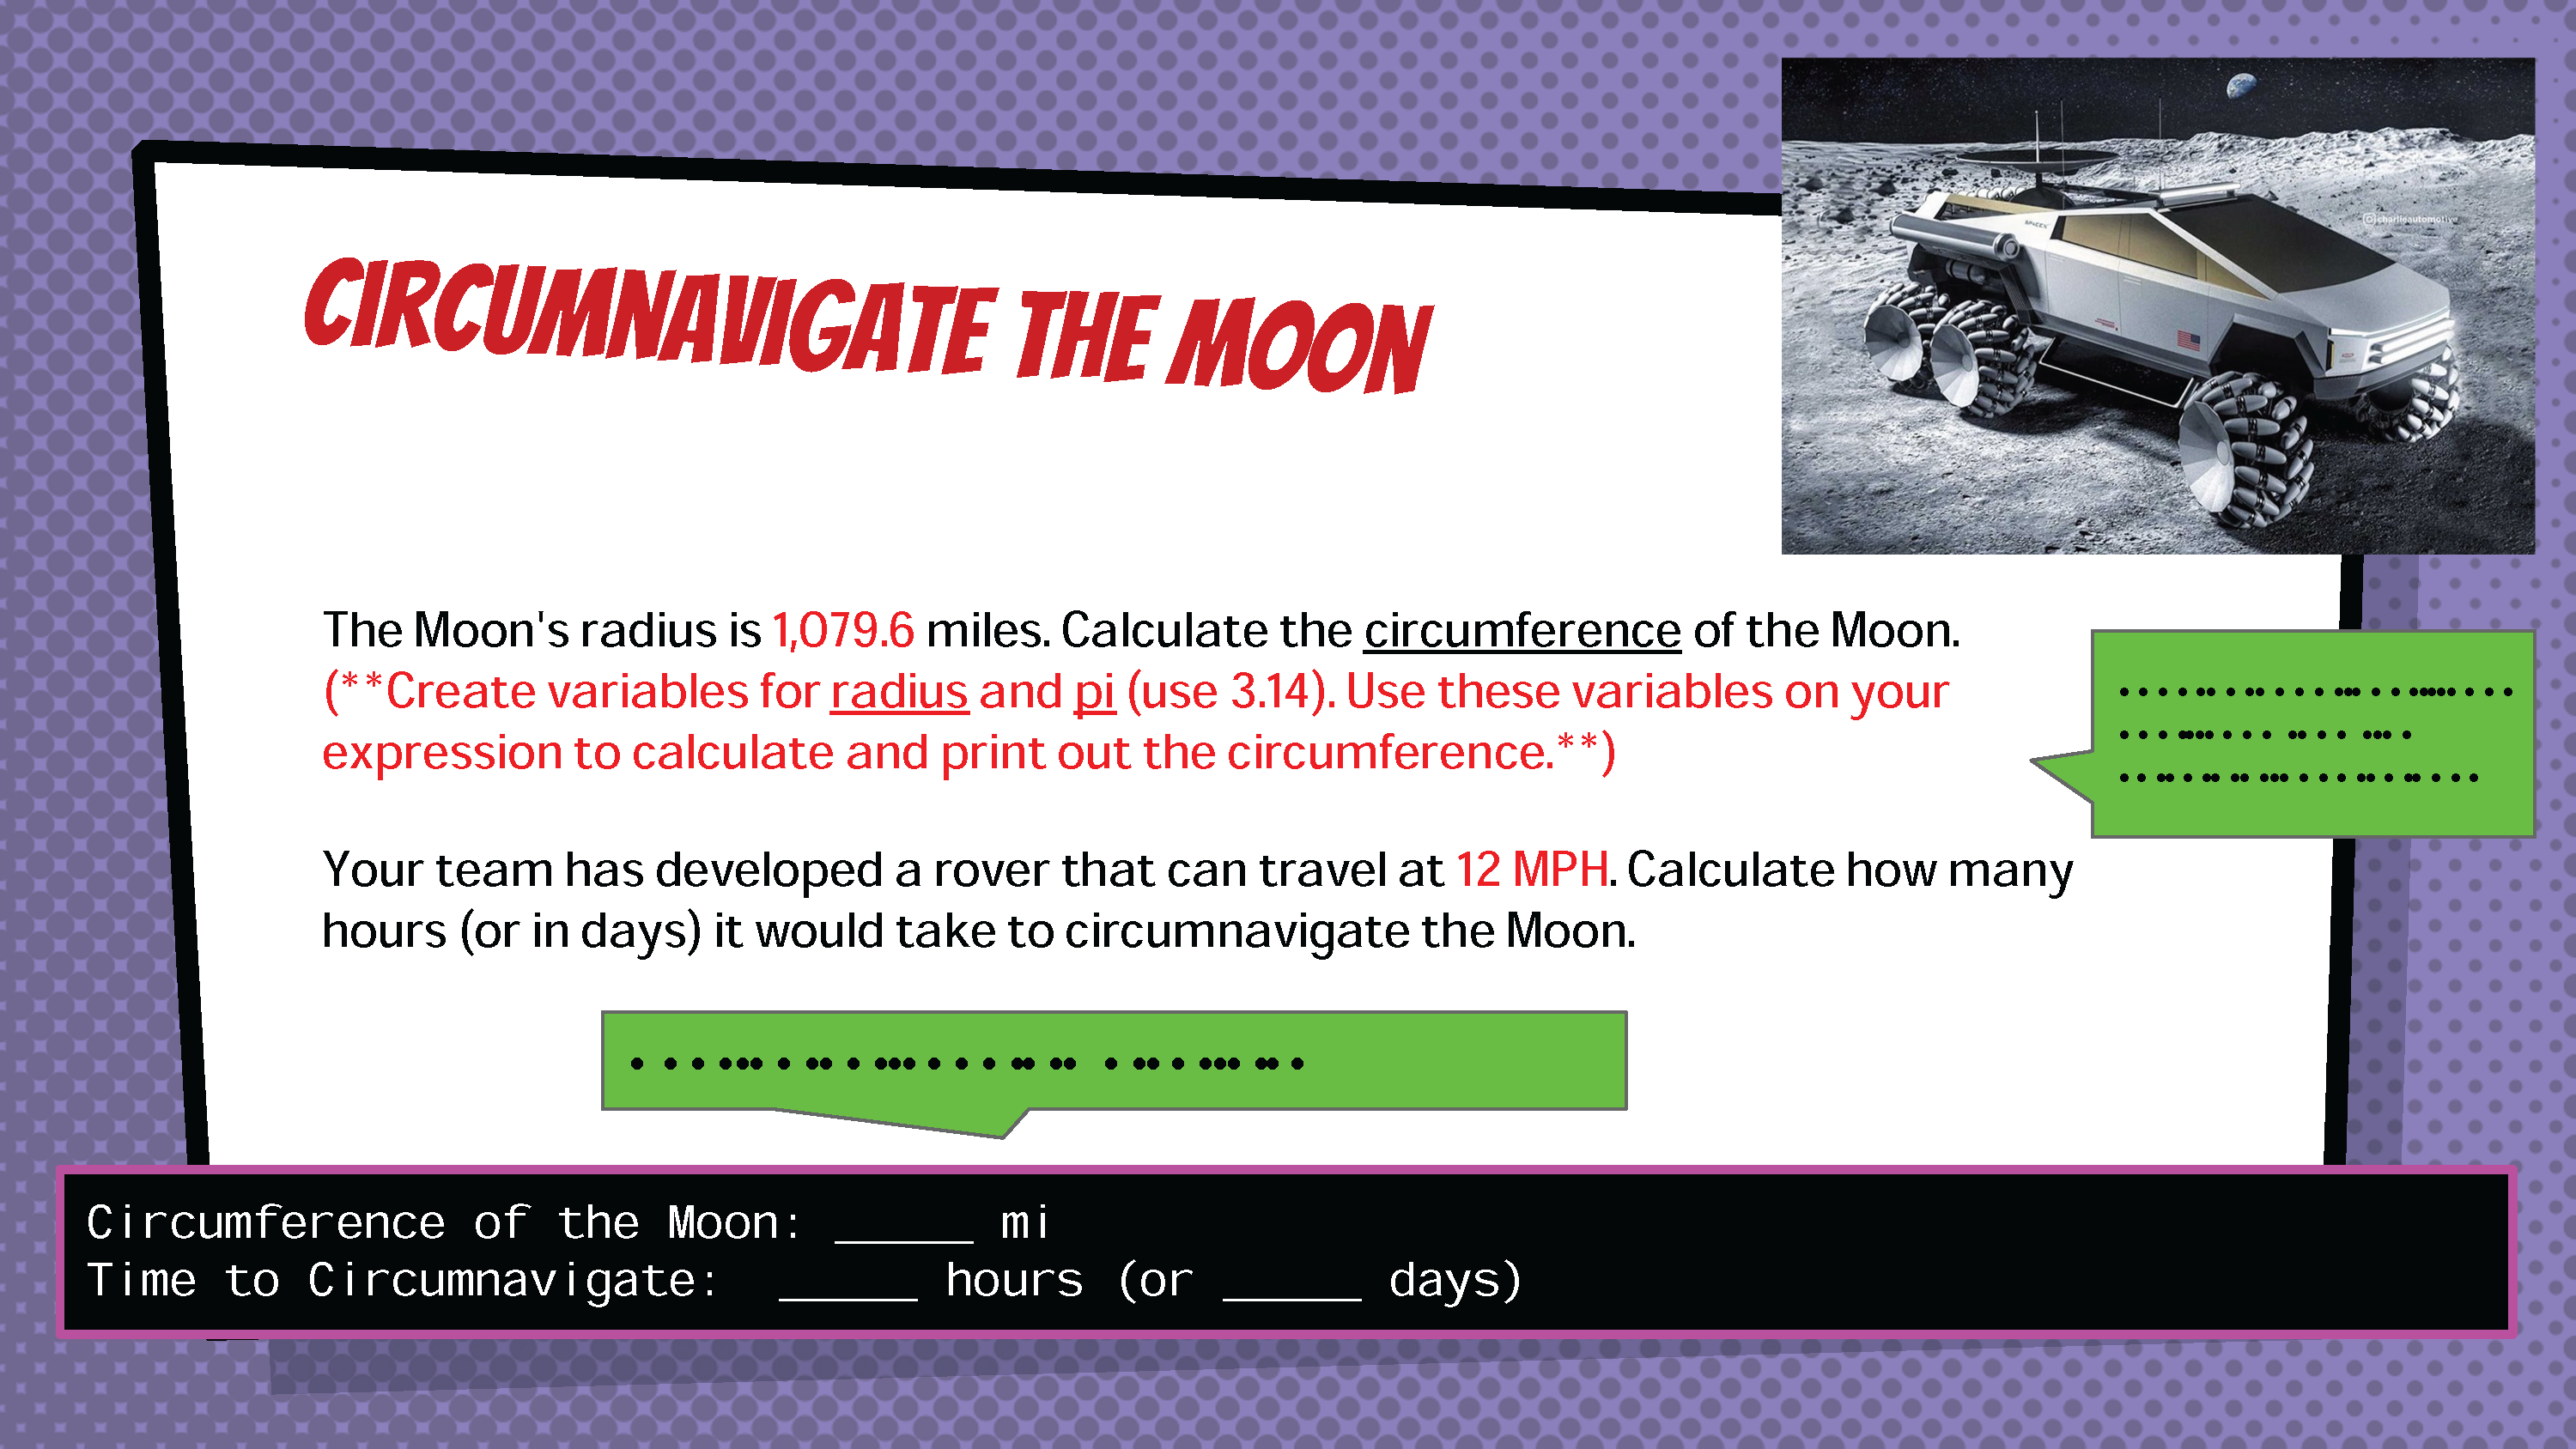 CIRCUMNAVIGATE THE MOON
SPACEX
charlieautomotive
The Moon's radius is 1,079.6 miles. Calculate the circumference of the Moon.
(**Create variables for radius and pi (use 3.14). Use these variables on your
expression to calculate and print out the circumference.**)
Your team has developed a rover that can travel at 12 MPH. Calculate how many
hours (or in days) it would take to circumnavigate the Moon.
Circumference of the Moon: _____ mi
Time to Circumnavigate: _____ hours (or _____ days)